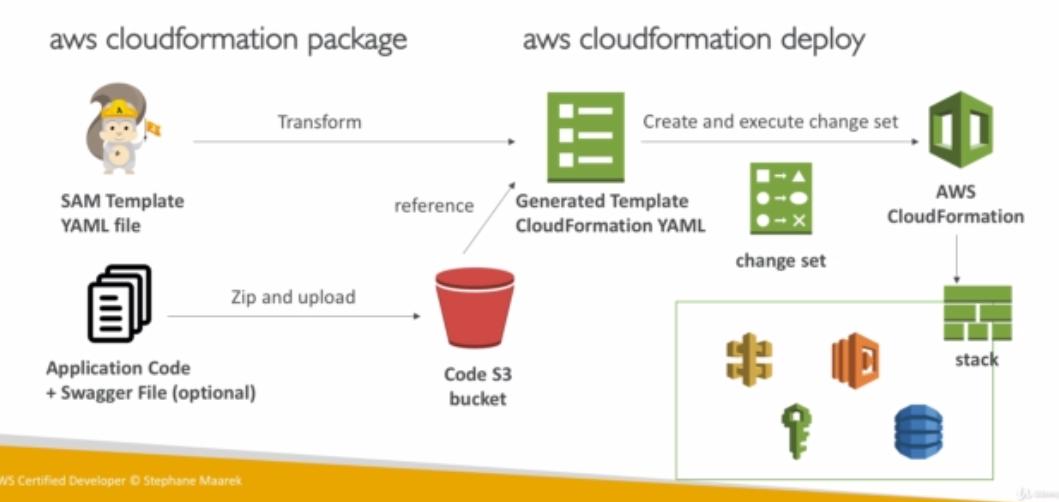 aws cloudformation package
aws cloudformation deploy
Transform
Create and execute change set
SAM Template
YAML file
reference
Generated Template
CloudFormation YAML
AWS
CloudFormation
change set
Zip and upload
Application Code
+ Swagger File (optional)
Code S3
bucket
stack
WS Certified Developer © Stephane Maarek